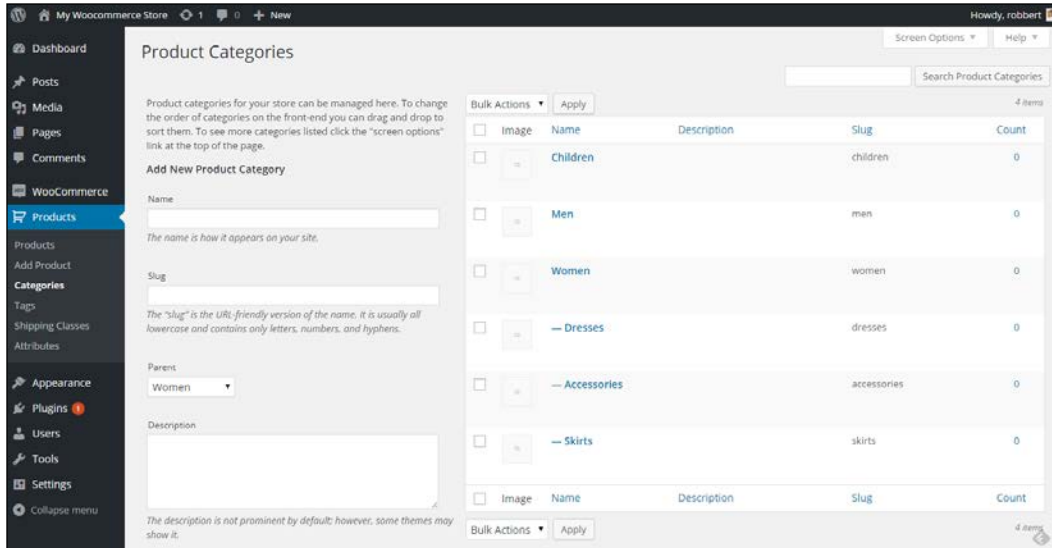 My Woocommerce Store 1 0 + New
Howdy, robbert
Screen Options ▼ Help ▼
Dashboard
Posts
Media
Pages
Comments
WooCommerce
Products
Products
Add Product
Categories
Tags
Shipping Classes
Attributes
Appearance
Plugins 1
Users
Tools
Settings
Collapse menu
Product Categories
Search Product Categories
Product categories for your store can be managed here. To change
the order of categories on the front-end you can drag and drop to
sort them. To see more categories listed click the "screen options"
link at the top of the page.
Add New Product Category
Name
The name is how it appears on your site.
Slug
The "slug" is the URL-friendly version of the name. It is usually all
lowercase and contains only letters, numbers, and hyphens.
Parent
Women ▼
Description
The description is not prominent by default; however, some themes may
show it.
Bulk Actions ▼ Apply
4 items
Image Name Description Slug Count
Children children 0
Men men 0
Women women 0
— Dresses dresses 0
— Accessories accessories 0
— Skirts skirts 0
Image Name Description Slug Count
Bulk Actions ▼ Apply
4 items